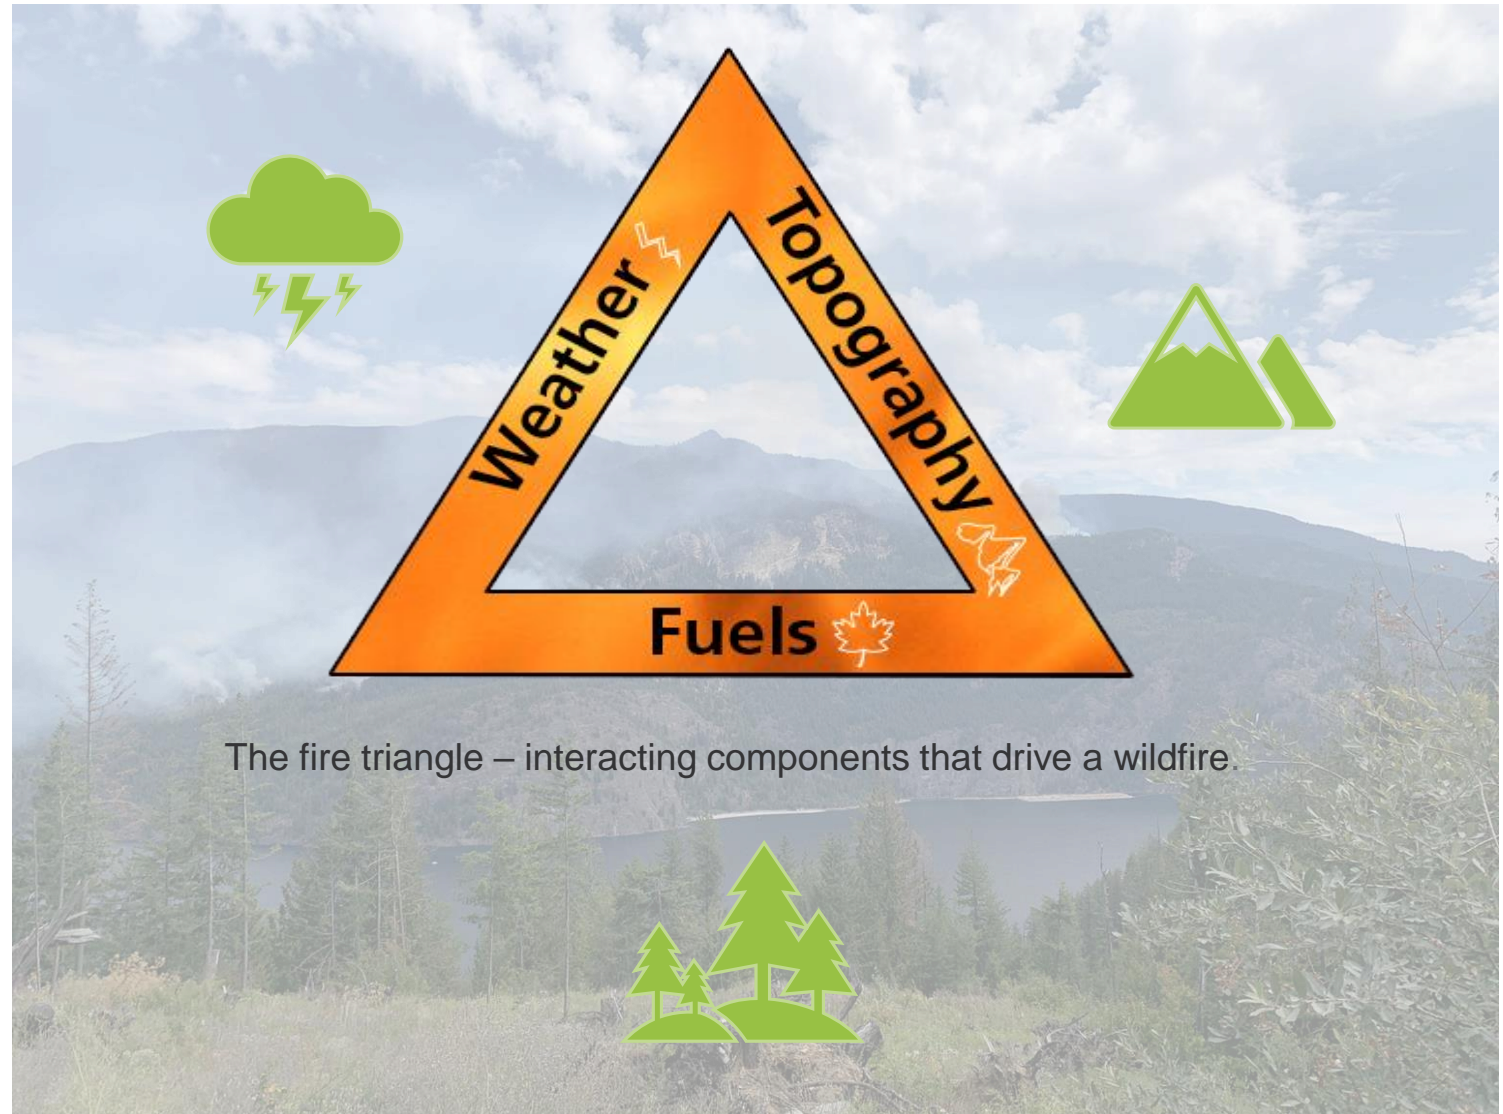 Weather
Topography
Fuels
The fire triangle – interacting components that drive a wildfire.